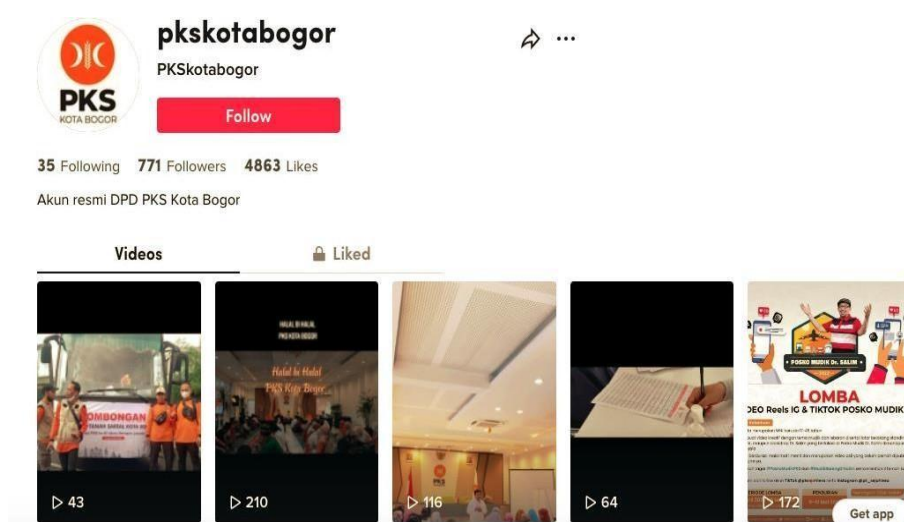 pkskotabogor
PKSkotabogor
PKS
KOTA BOGOR
Follow
35 Following 771 Followers 4863 Likes
Akun resmi DPD PKS Kota Bogor
Videos
Liked
OMBONGAN
43
HALAL BI HALAL
PKS KOTA BOGOR
Halal bi Halal
PKS Kota Bogor
210
PKS
116
64
POSKO MUDIK Dr. SALIM
LOMBA
DEO Reels IG & TIKTOK POSKO MUDIK
172
Get app